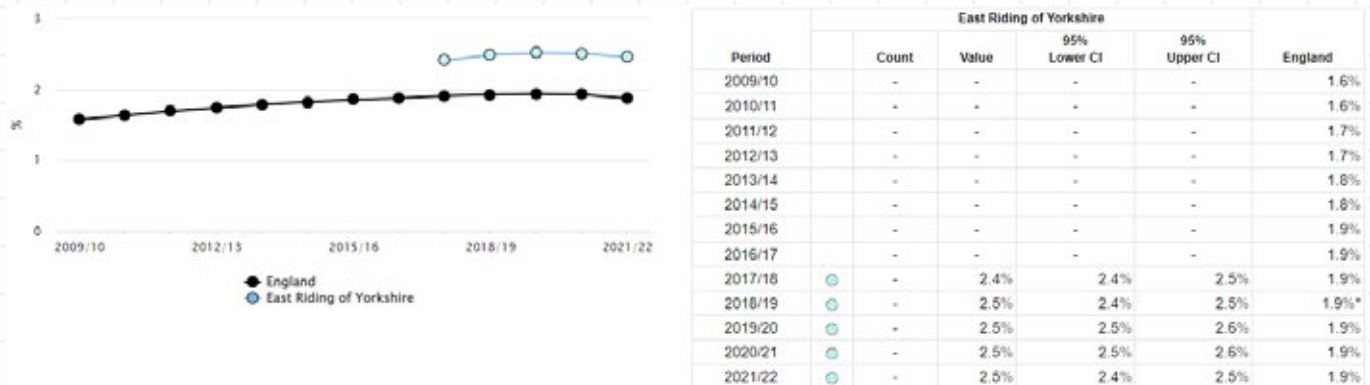 3
2
1
0
%
2009/10 2012/13 2015/16 2018/19 2021/22
England
East Riding of Yorkshire
East Riding of Yorkshire
Period Count Value 95% Lower CI 95% Upper CI England
2009/10 - - - - 1.6%
2010/11 - - - - 1.6%
2011/12 - - - - 1.7%
2012/13 - - - - 1.7%
2013/14 - - - - 1.8%
2014/15 - - - - 1.8%
2015/16 - - - - 1.9%
2016/17 - - - - 1.9%
2017/18 - 2.4% 2.4% 2.5% 1.9%
2018/19 - 2.5% 2.4% 2.5% 1.9%*
2019/20 - 2.5% 2.5% 2.6% 1.9%
2020/21 - 2.5% 2.5% 2.6% 1.9%
2021/22 - 2.5% 2.4% 2.5% 1.9%